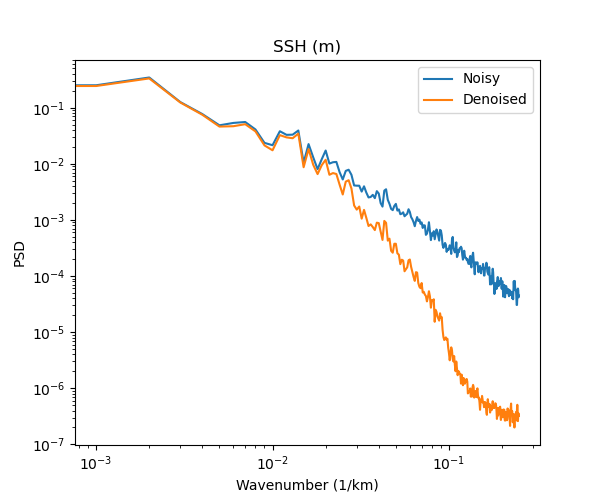 SSH (m)
Noisy
Denoised
PSD
10⁻¹
10⁻²
10⁻³
10⁻⁴
10⁻⁵
10⁻⁶
10⁻⁷
10⁻³
10⁻²
10⁻¹
Wavenumber (1/km)